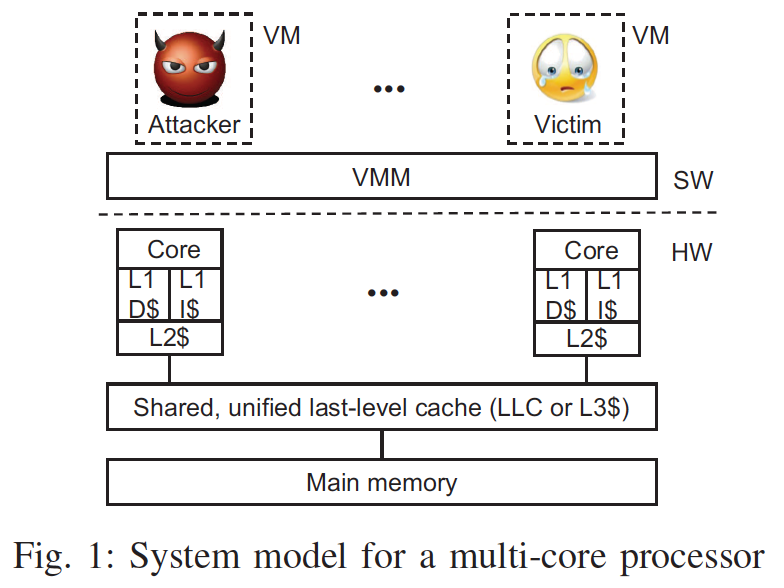 VM
VM
•••
Attacker
Victim
VMM
SW
HW
Core
Core
•••
L1 L1
L1 L1
D$ I$
D$ I$
L2$
L2$
Shared, unified last-level cache (LLC or L3$)
Main memory
Fig. 1: System model for a multi-core processor